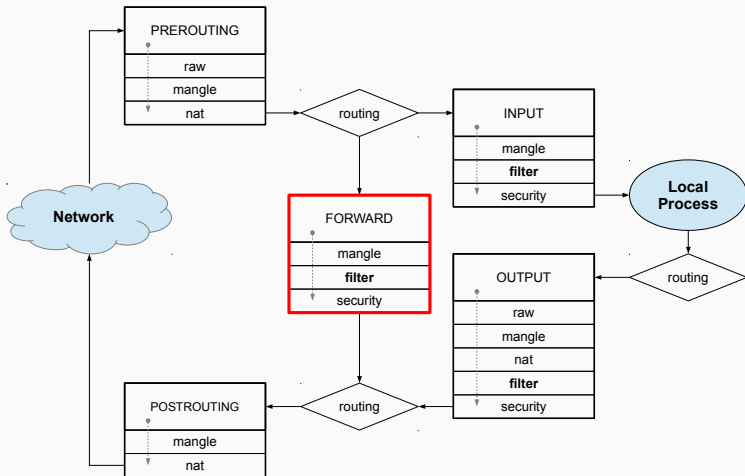 PREROUTING
raw
mangle
nat
routing
INPUT
mangle
filter
security
Local
Process
Network
FORWARD
mangle
filter
security
routing
OUTPUT
raw
mangle
nat
filter
security
routing
POSTROUTING
mangle
nat